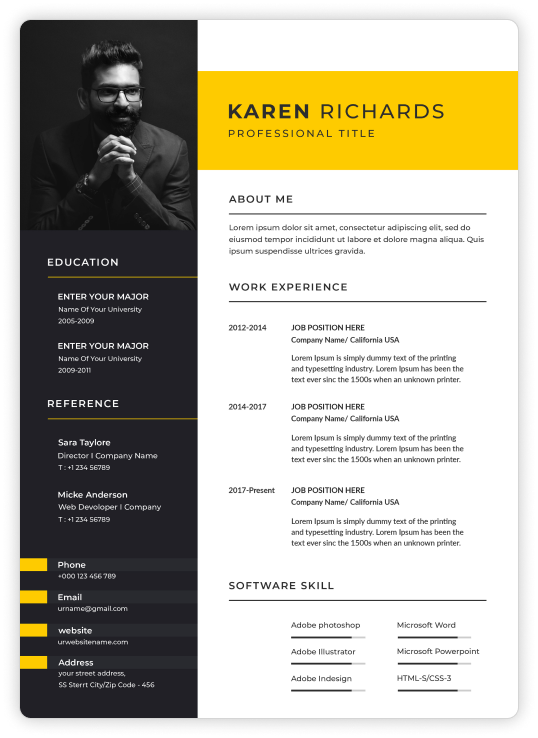 KAREN RICHARDS
PROFESSIONAL TITLE
EDUCATION
ENTER YOUR MAJOR
Name Of Your University
2005-2009
ENTER YOUR MAJOR
Name Of Your University
2009-2011
REFERENCE
Sara Taylore
Director I Company Name
T : +1 234 56789
Micke Anderson
Web Devoloper I Company
T : +1 234 56789
Phone
+000 123 456 789
Email
urname@gmail.com
website
urwebsitename.com
Address
your street address,
SS Sterrt City/Zip Code - 456
ABOUT ME
Lorem ipsum dolor sit amet, consectetur adipiscing elit, sed do
eiusmod tempor incididunt ut labore et dolore magna aliqua. Quis
ipsum suspendisse ultrices gravida.
WORK EXPERIENCE
2012-2014 JOB POSITION HERE
Company Name/ California USA
Lorem Ipsum is simply dummy text of the printing
and typesetting industry. Lorem Ipsum has been the
text ever sinc the 1500s when an unknown printer.
2014-2017 JOB POSITION HERE
Company Name/ California USA
Lorem Ipsum is simply dummy text of the printing
and typesetting industry. Lorem Ipsum has been the
text ever sinc the 1500s when an unknown printer.
2017-Present JOB POSITION HERE
Company Name/ California USA
Lorem Ipsum is simply dummy text of the printing
and typesetting industry. Lorem Ipsum has been the
text ever sinc the 1500s when an unknown printer.
SOFTWARE SKILL
Adobe photoshop Microsoft Word
Adobe Illustrator Microsoft Powerpoint
Adobe Indesign HTML-S/CSS-3